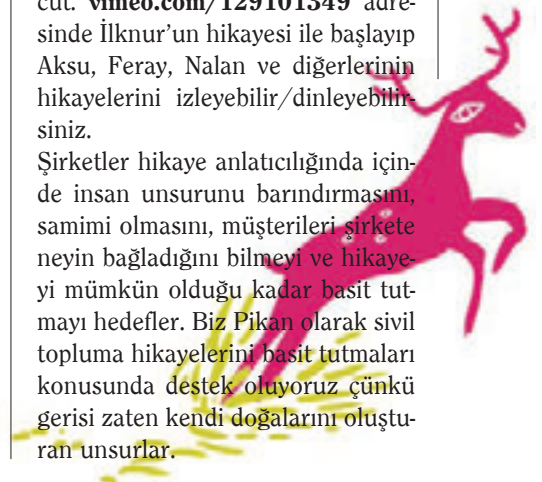 cut. vimeo.com/129101349 adre-
sinde İlknur'un hikayesi ile başlayıp
Aksu, Feray, Nalan ve diğerlerinin
hikayelerini izleyebilir/dinleyebilir-
siniz.
Şirketler hikaye anlatıcılığında için-
de insan unsurunu barındırmasını,
samimi olmasını, müşterileri şirkete
neyin bağladığını bilmeyi ve hikaye-
yi mümkün olduğu kadar basit tut-
mayı hedefler. Biz Pikan olarak sivil
topluma hikayelerini basit tutmaları
konusunda destek oluyoruz çünkü
gerisi zaten kendi doğalarını oluştu-
ran unsurlar.